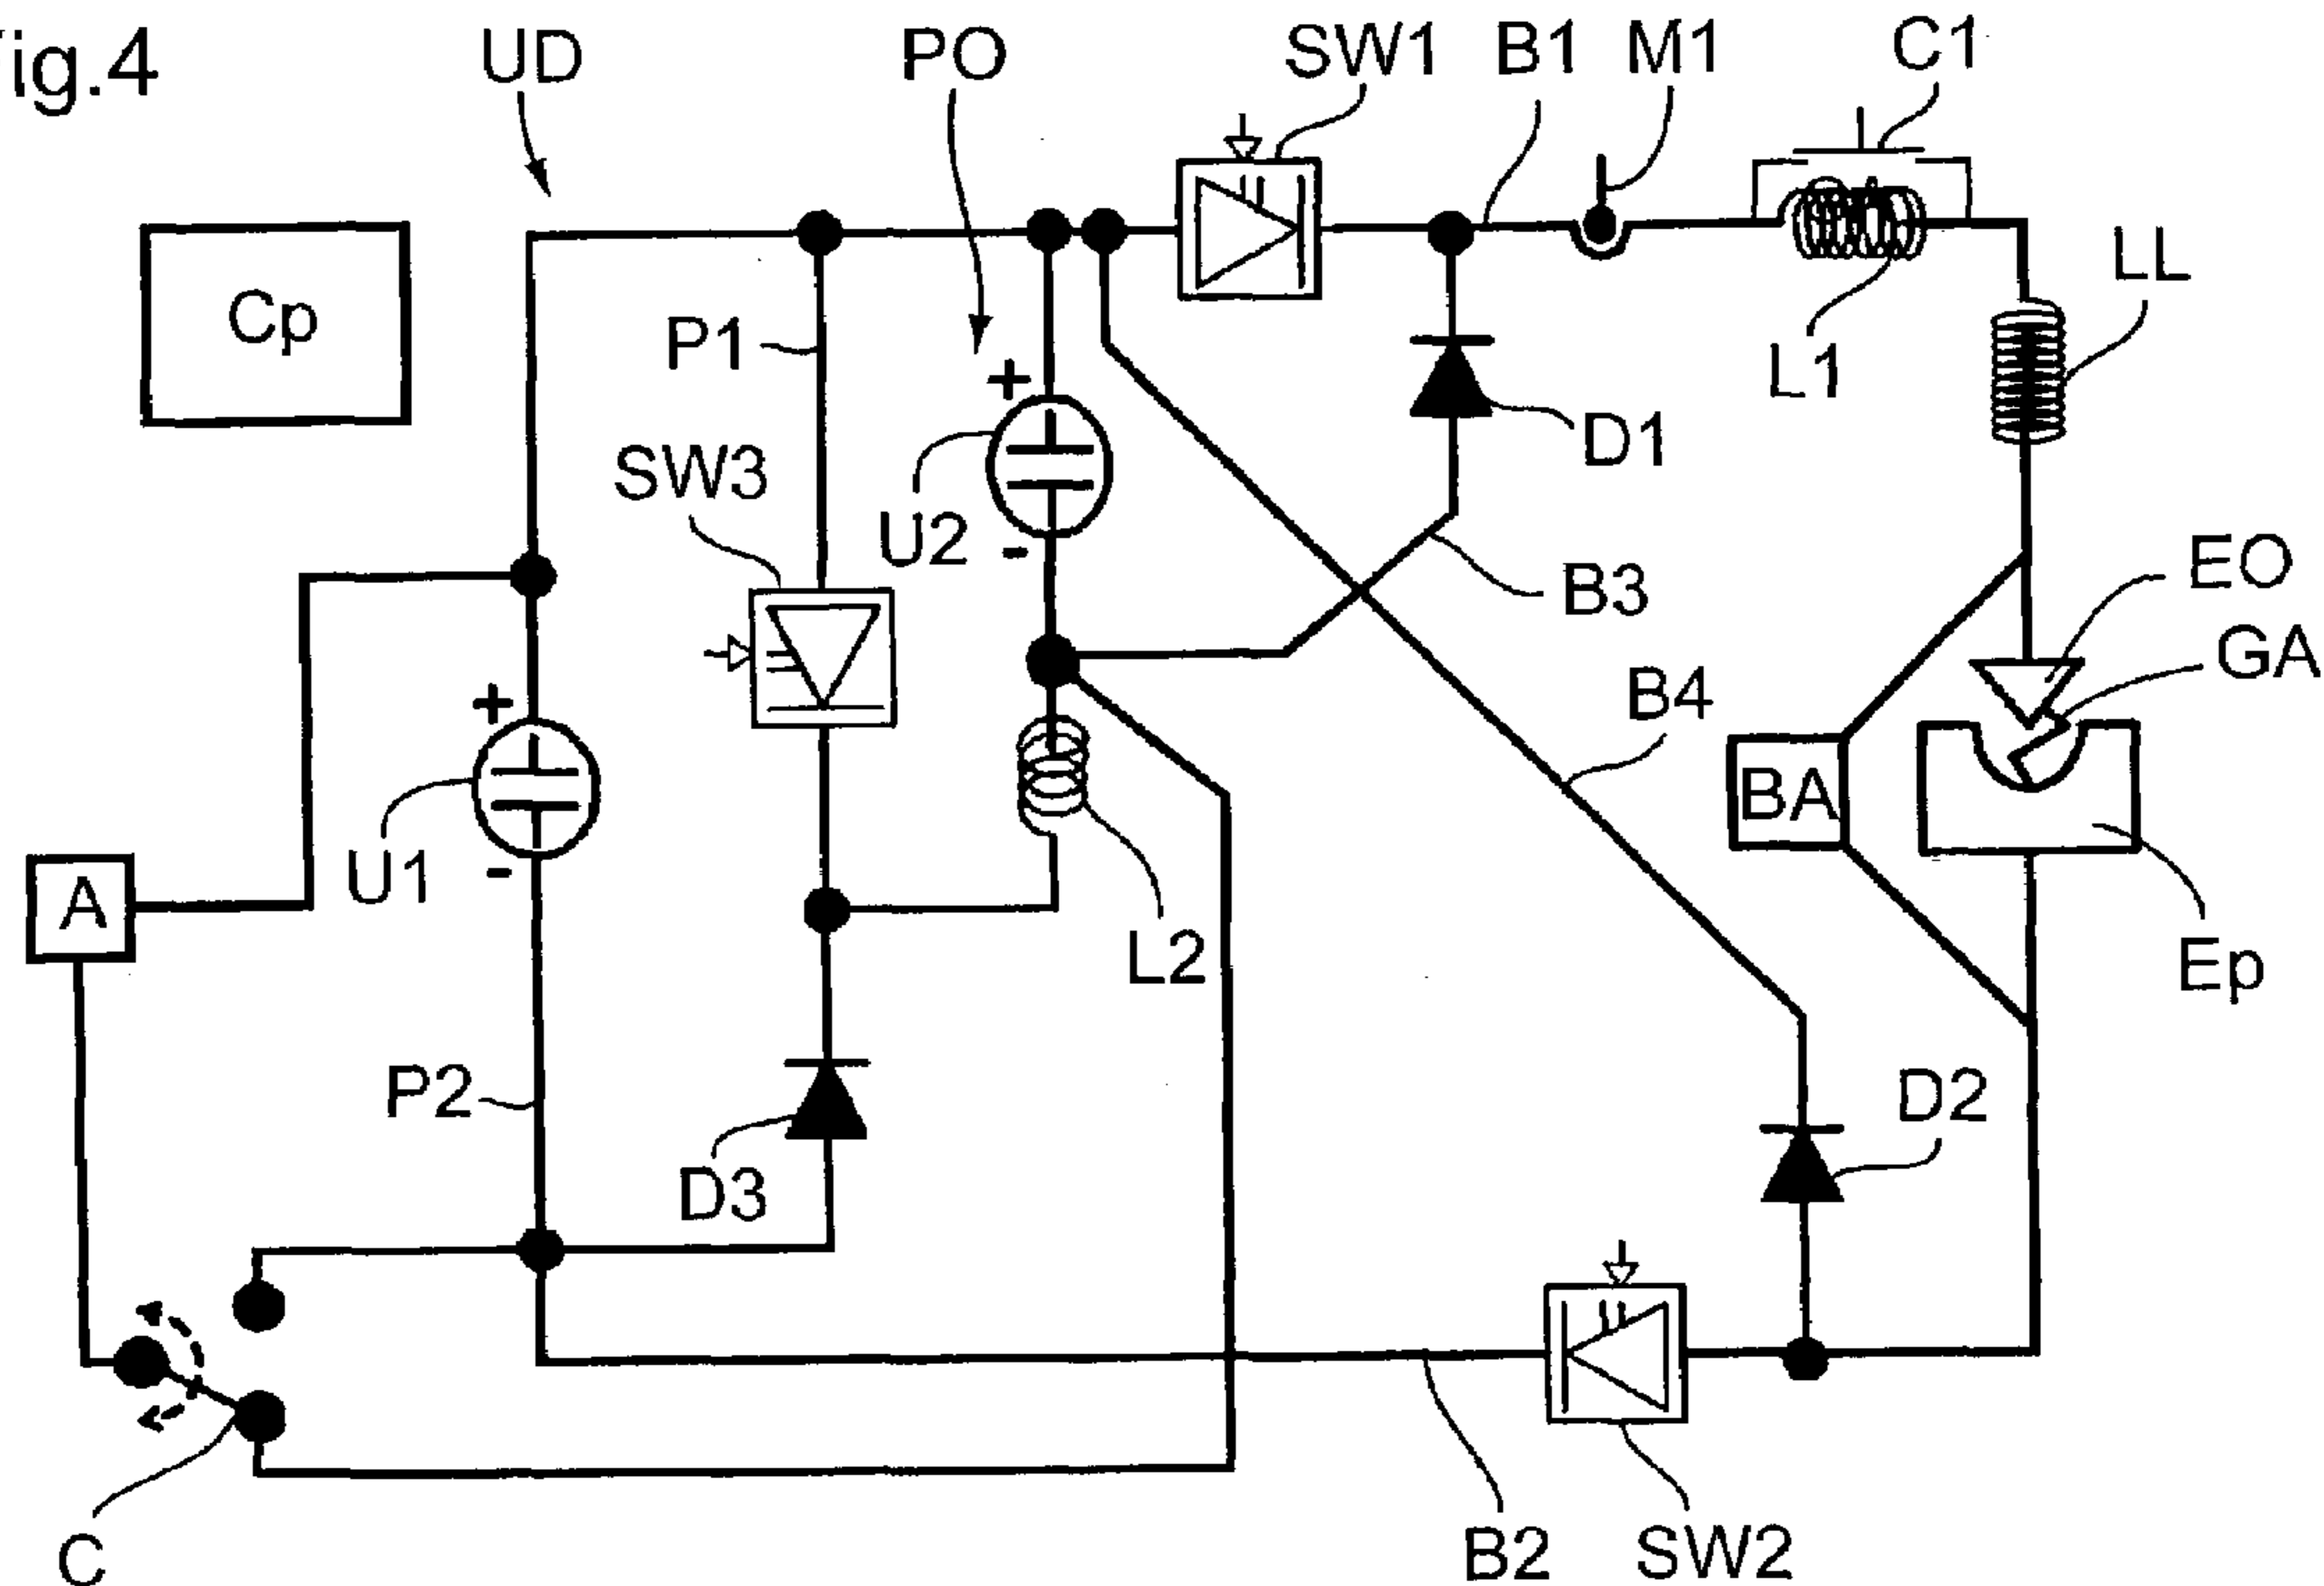 Fig.4
UD
PO
SW1
B1
M1
C1
Cp
P1
LL
+
L1
D1
SW3
U2
-
EO
B3
GA
+
B4
BA
U1
-
A
L2
Ep
P2
D2
D3
C
B2
SW2